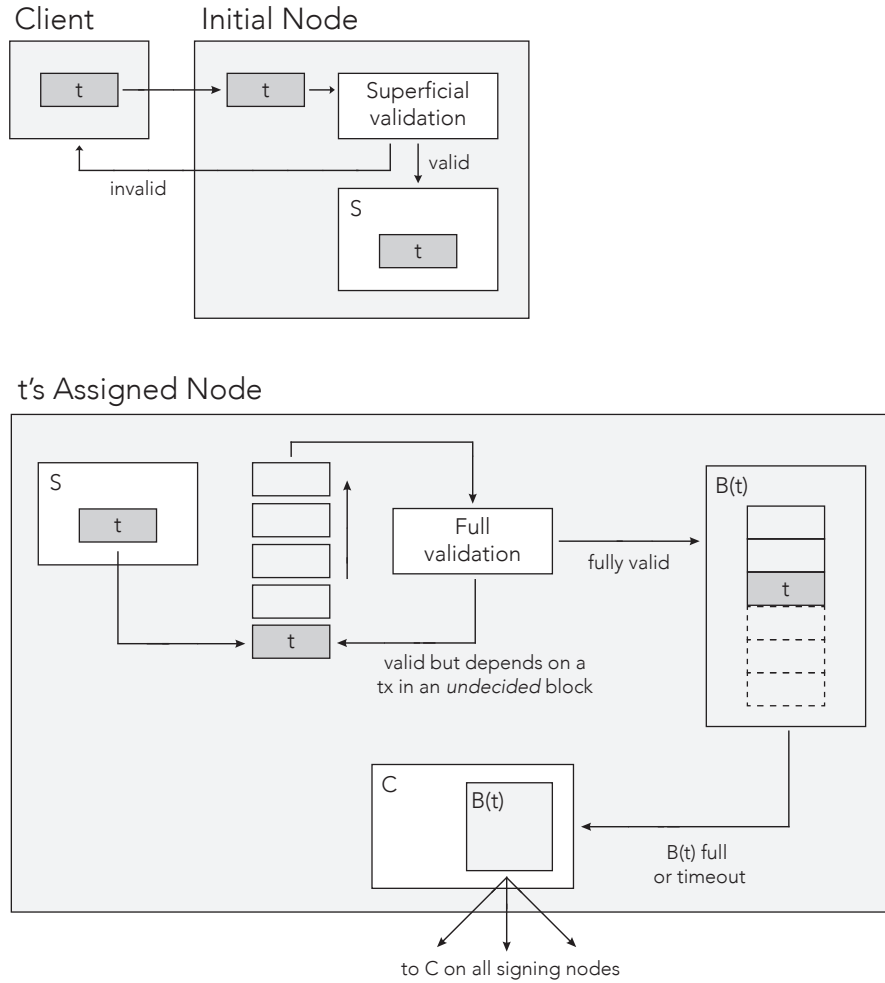 Client
Initial Node
t
t
Superficial
validation
invalid
valid
S
t
t's Assigned Node
S
t
t
Full
validation
fully valid
valid but depends on a
tx in an undecided block
B(t)
t
C
B(t)
B(t) full
or timeout
to C on all signing nodes